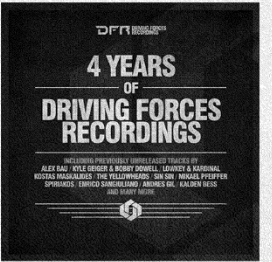 DFR DRIVING FORCES
RECORDINGS
4 YEARS
OF
DRIVING FORCES
RECORDINGS
INCLUDING PREVIOUSLY UNRELEASED TRACKS BY
ALEX BAU / KYLE GEIGER & BOBBY DOWELL / LOWKEY & KARDINAL
KOSTAS MASKALIDES / THE YELLOWHEADS / SIN SIN / MIKAEL PFEIFFER
SPIRIAKOS / ENRICO SANGIULIANO / ANDRES GIL / KALDEN BESS
AND MANY MORE